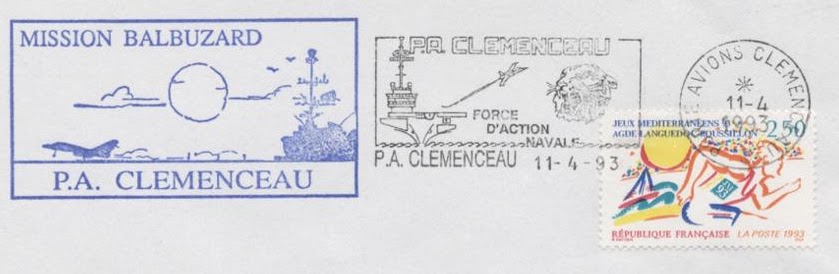 MISSION BALBUZARD
P.A. CLEMENCEAU
P.A. CLEMENCEAU
FORCE
D'ACTION
NAVALE
P.A. CLEMENCEAU 11-4-93
AVIONS CLEMEN
11-4
1993
2,50
JEUX MEDITERRANÉENS
AGDE-LANGUEDOC-ROUSSILLON
RÉPUBLIQUE FRANÇAISE LA POSTE 1993